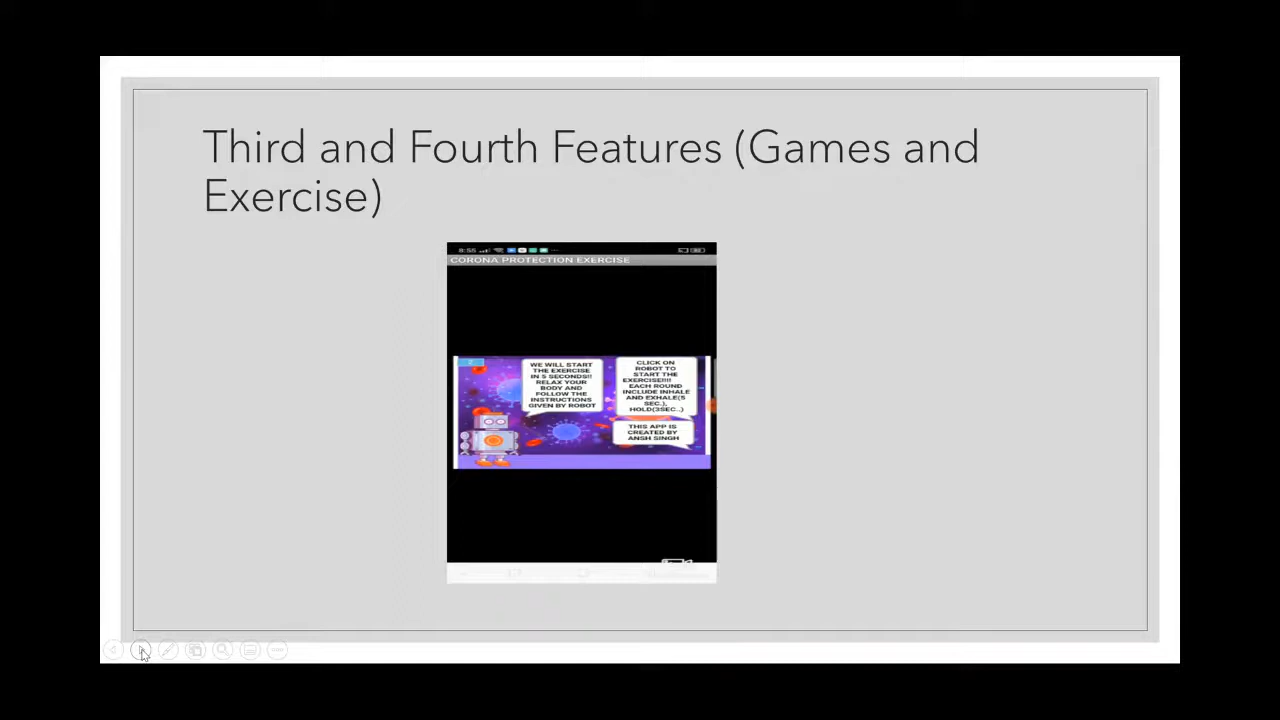 Third and Fourth Features (Games and
Exercise)
8:55
CORONA PROTECTION EXERCISE
WE WILL START
THE EXERCISE
IN 5 SECONDS!!
RELAX YOUR
BODY AND
FOLLOW THE
INSTRUCTIONS
GIVEN BY ROBOT
CLICK ON
ROBOT TO
START THE
EXERCISE!!!!
EACH ROUND
INCLUDE INHALE
AND EXHALE(5
SEC.),
HOLD(3SEC..)
THIS APP IS
CREATED BY
ANSH SINGH